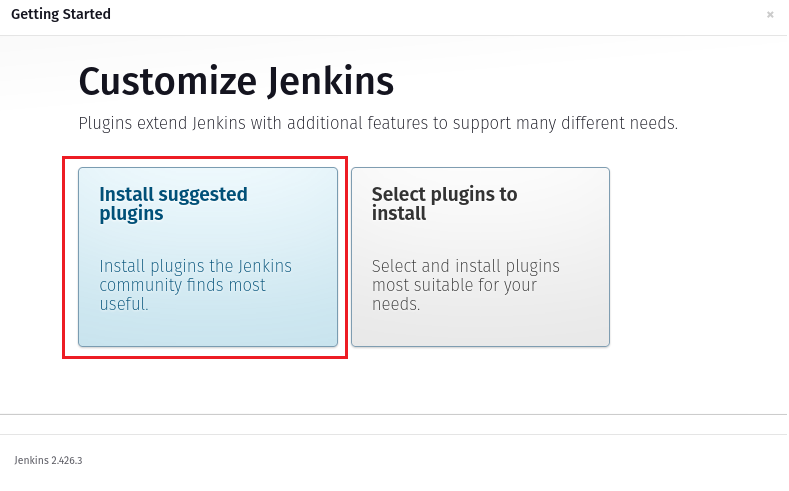 Getting Started
×
Customize Jenkins
Plugins extend Jenkins with additional features to support many different needs.
Install suggested
plugins
Install plugins the Jenkins
community finds most
useful.
Select plugins to
install
Select and install plugins
most suitable for your
needs.
Jenkins 2.426.3